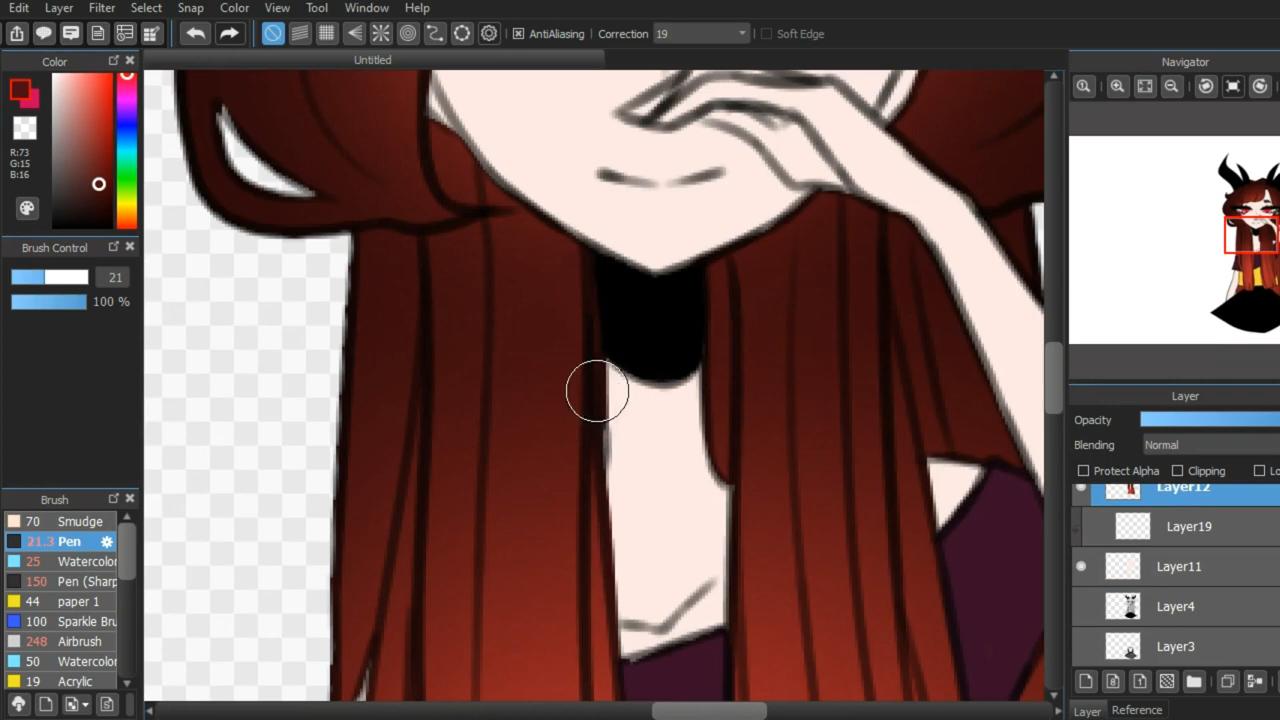 Edit Layer Filter Select Snap Color View Tool Window Help
AntiAliasing Correction 19 Soft Edge
Color
Untitled
Navigator
R:73
G:15
B:16
Brush Control
21
100 %
Layer
Opacity
Blending Normal
Protect Alpha Clipping Lo
Layer12
Layer19
Layer11
Layer4
Layer3
Brush
70 Smudge
21.3 Pen
25 Watercolor
150 Pen (Sharp
44 paper 1
100 Sparkle Bru
248 Airbrush
50 Watercolor
19 Acrylic
Layer Reference